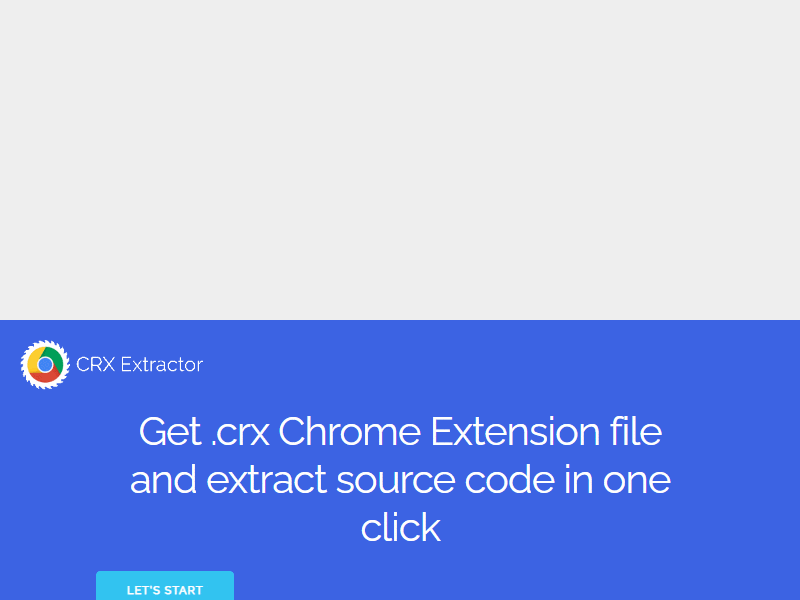 CRX Extractor
Get .crx Chrome Extension file
and extract source code in one
click
LET'S START